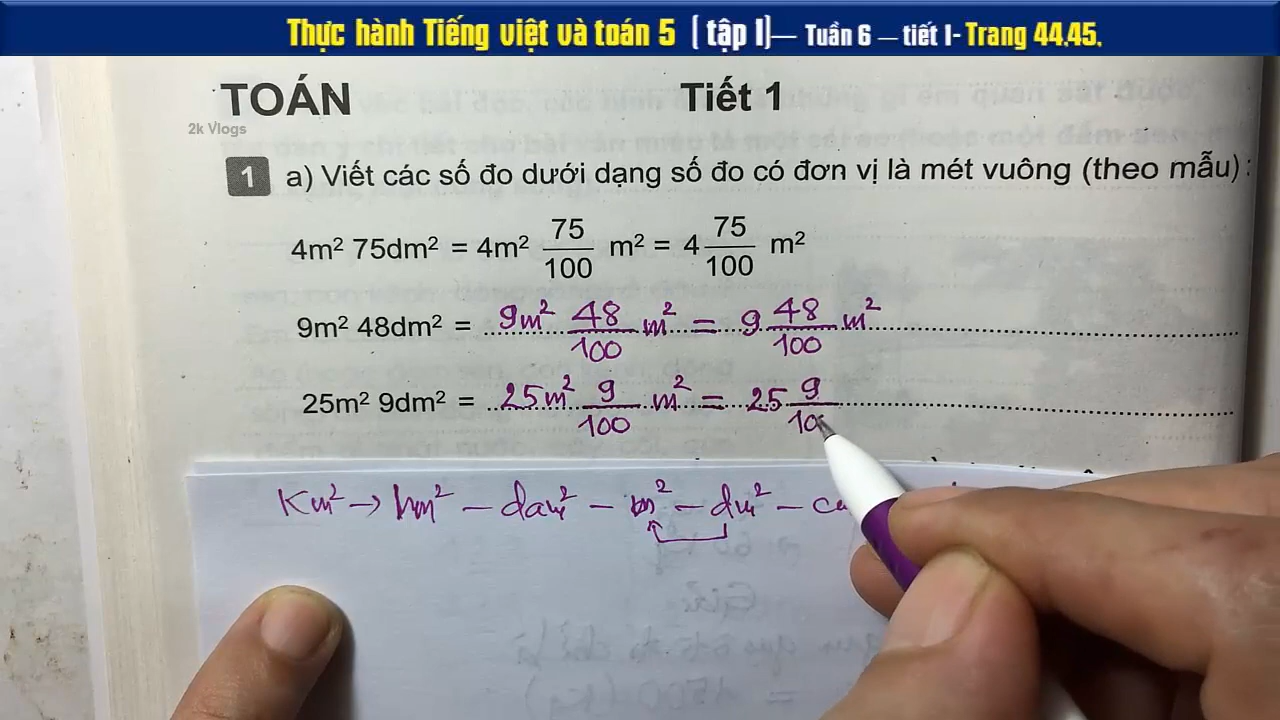 Thực hành Tiếng việt và toán 5 ( tập 1)– Tuần 6 – tiết 1- Trang 44,45.
TOÁN Tiết 1
2k Vlogs
1 a) Viết các số đo dưới dạng số đo có đơn vị là mét vuông (theo mẫu):
4m² 75dm² = 4m² 75/100 m² = 4 75/100 m²
9m² 48dm² = 9m² 48/100 m² = 9 48/100 m²
25m² 9dm² = 25m² 9/100 m² = 25 9/10
Km² → hm² – dam² – m² – dm² –